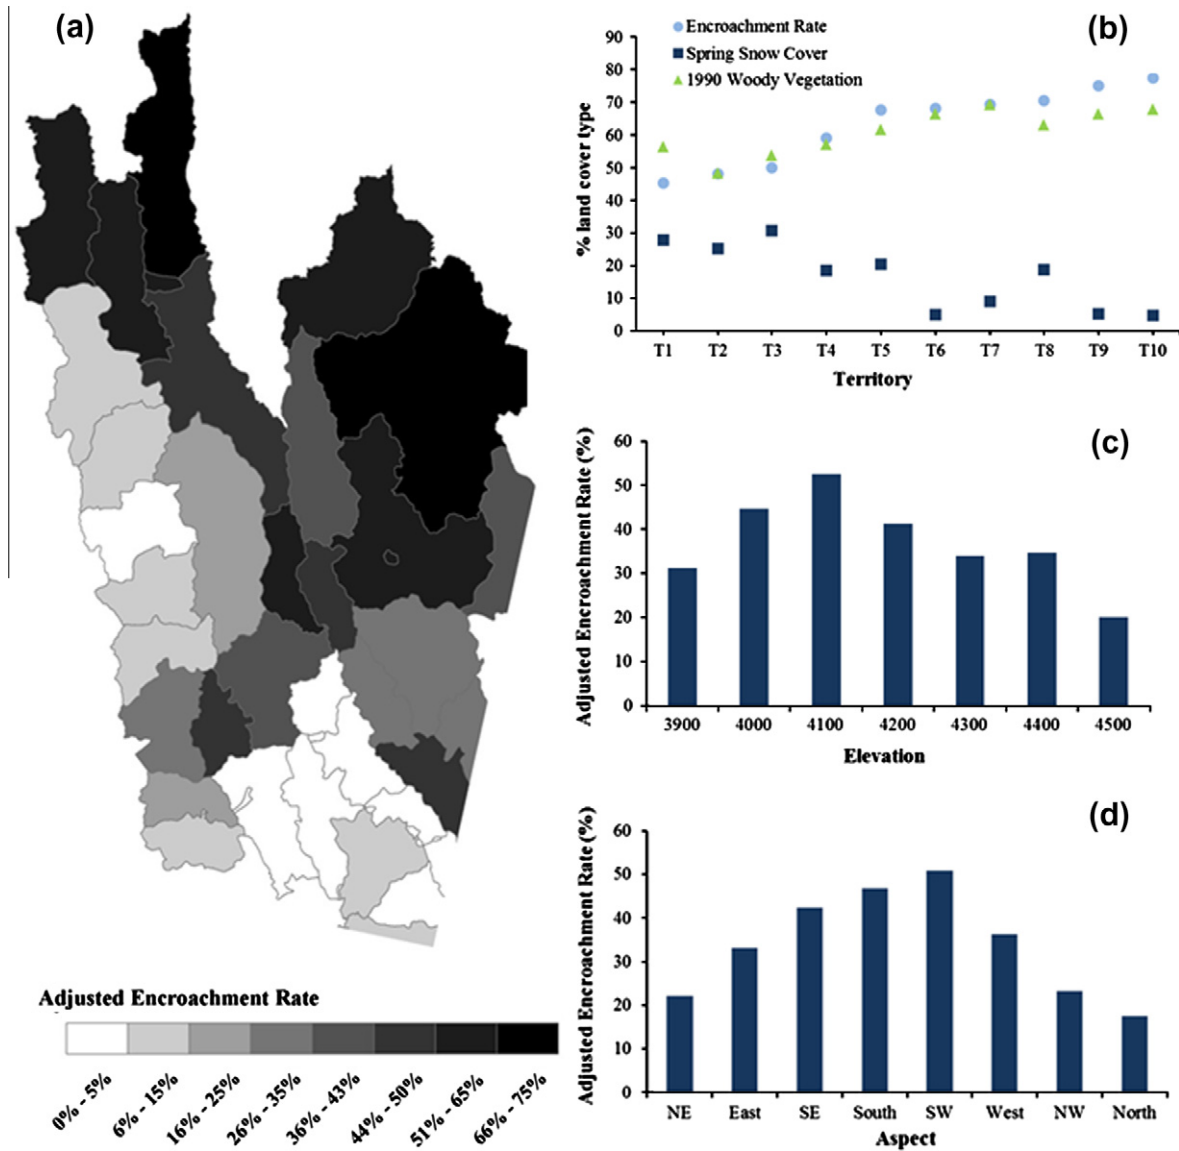 (a)
Adjusted Encroachment Rate
0% - 5%
6% - 15%
16% - 25%
26% - 35%
36% - 43%
44% - 50%
51% - 65%
66% - 75%
(b)
Encroachment Rate
Spring Snow Cover
1990 Woody Vegetation
% land cover type
90
80
70
60
50
40
30
20
10
0
T1 T2 T3 T4 T5 T6 T7 T8 T9 T10
Territory
(c)
Adjusted Encroachment Rate (%)
60
50
40
30
20
10
0
3900 4000 4100 4200 4300 4400 4500
Elevation
(d)
Adjusted Encroachment Rate (%)
60
50
40
30
20
10
0
NE East SE South SW West NW North
Aspect